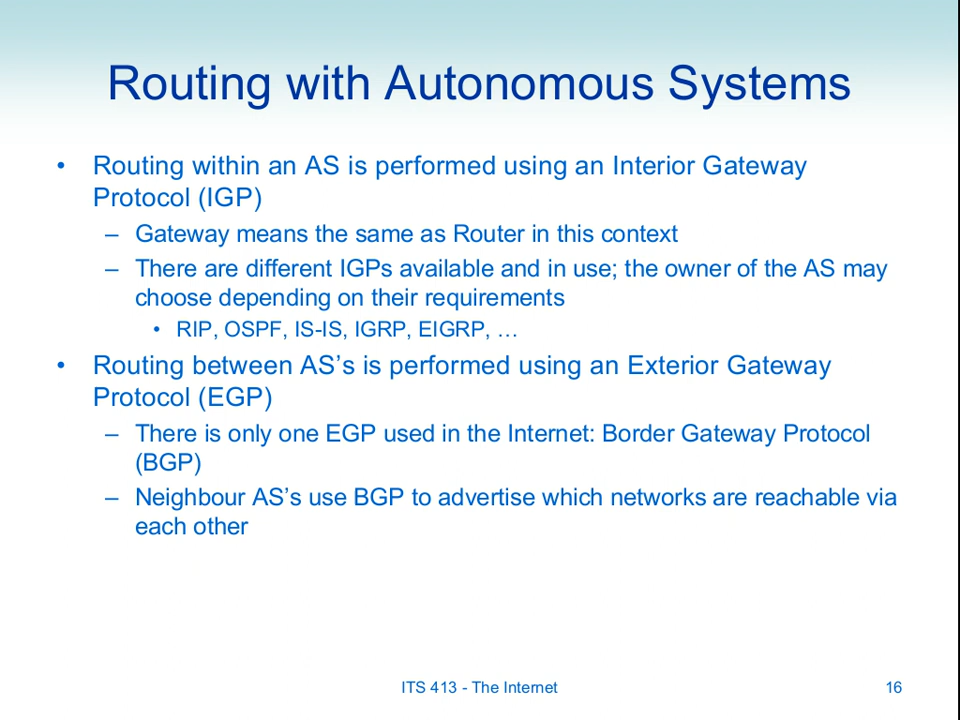 Routing with Autonomous Systems
• Routing within an AS is performed using an Interior Gateway
Protocol (IGP)
– Gateway means the same as Router in this context
– There are different IGPs available and in use; the owner of the AS may
choose depending on their requirements
• RIP, OSPF, IS-IS, IGRP, EIGRP, …
• Routing between AS’s is performed using an Exterior Gateway
Protocol (EGP)
– There is only one EGP used in the Internet: Border Gateway Protocol
(BGP)
– Neighbour AS’s use BGP to advertise which networks are reachable via
each other
ITS 413 - The Internet
16